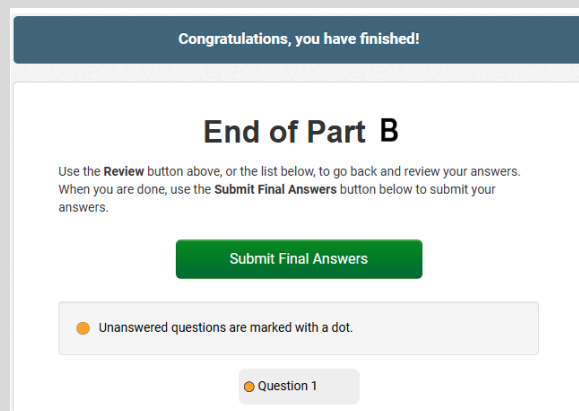 Congratulations, you have finished!
End of Part B
Use the Review button above, or the list below, to go back and review your answers.
When you are done, use the Submit Final Answers button below to submit your
answers.
Submit Final Answers
Unanswered questions are marked with a dot.
Question 1